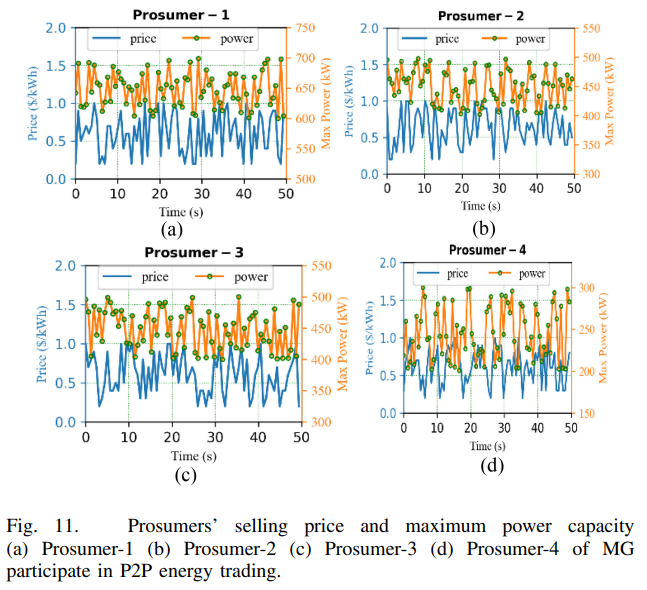 Prosumer – 1
2.0
1.5
1.0
0.5
0.0
Price ($/kWh)
price
power
750
700
650
600
550
500
Max Power (kW)
0 10 20 30 40 50
Time (s)
(a)
Prosumer – 2
2.0
1.5
1.0
0.5
0.0
Price ($/kWh)
price
power
550
500
450
400
350
300
Max Power (kW)
0 10 20 30 40 50
Time (s)
(b)
Prosumer – 3
2.0
1.5
1.0
0.5
0.0
Price ($/kWh)
price
power
550
500
450
400
350
300
Max Power (kW)
0 10 20 30 40 50
Time (s)
(c)
Prosumer – 4
2.0
1.5
1.0
0.5
0.0
Price ($/kWh)
price
power
300
250
200
150
Max Power (kW)
0 10 20 30 40 50
Time (s)
(d)
Fig. 11. Prosumers' selling price and maximum power capacity
(a) Prosumer-1 (b) Prosumer-2 (c) Prosumer-3 (d) Prosumer-4 of MG
participate in P2P energy trading.